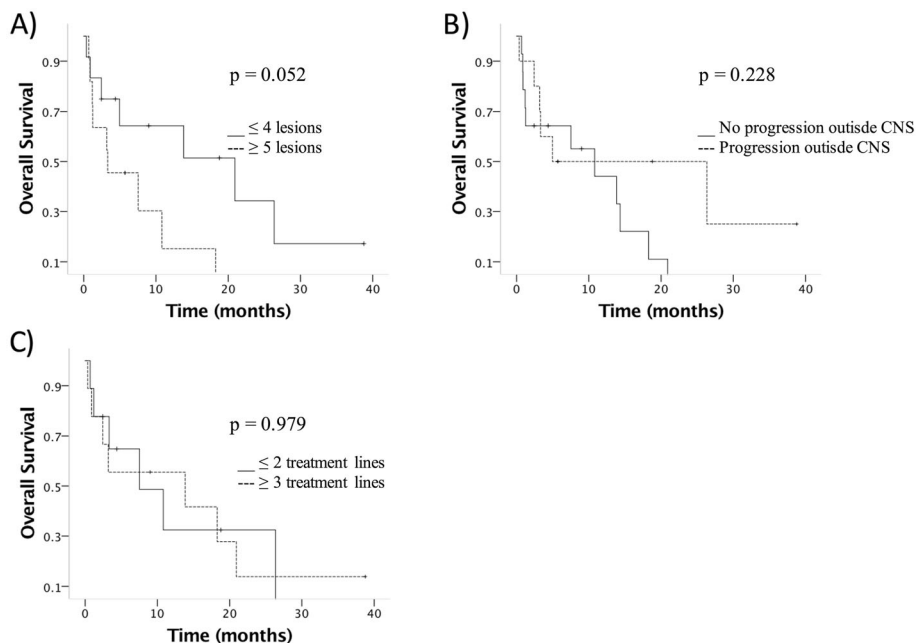 A)
Overall Survival
0.9
0.7
0.5
0.3
0.1
p = 0.052
≤ 4 lesions
≥ 5 lesions
0 10 20 30 40
Time (months)
B)
Overall Survival
0.9
0.7
0.5
0.3
0.1
p = 0.228
No progression outisde CNS
Progression outisde CNS
0 10 20 30 40
Time (months)
C)
Overall Survival
0.9
0.7
0.5
0.3
0.1
p = 0.979
≤ 2 treatment lines
≥ 3 treatment lines
0 10 20 30 40
Time (months)